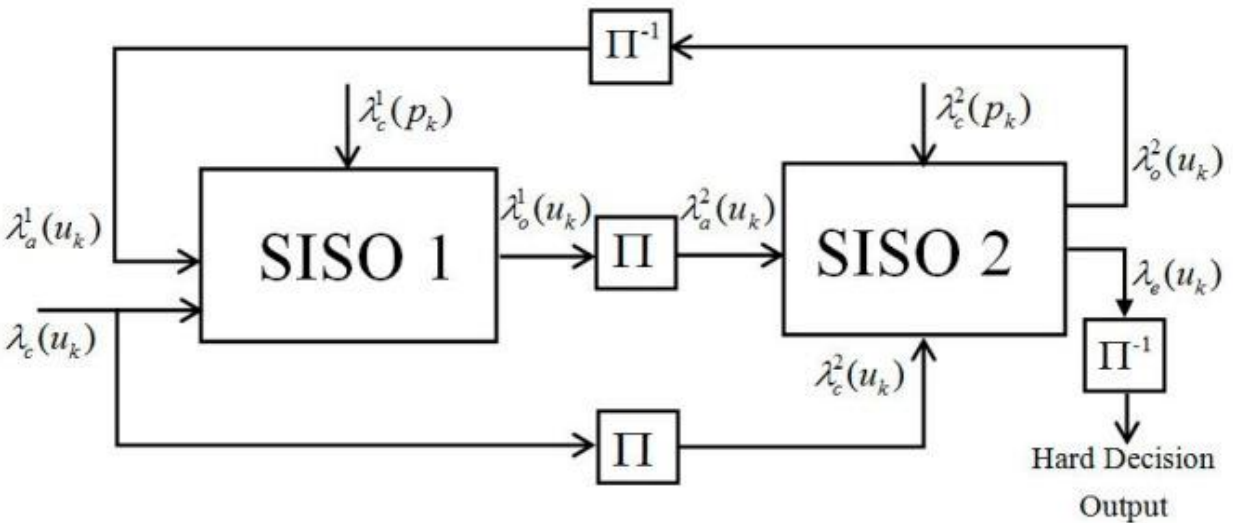 Π⁻¹
λ_c^1(p_k)
λ_c^2(p_k)
λ_o^2(u_k)
λ_a^1(u_k)
SISO 1
λ_o^1(u_k)
Π
λ_a^2(u_k)
SISO 2
λ_e(u_k)
λ_c(u_k)
λ_c^2(u_k)
Π⁻¹
Π
Hard Decision
Output